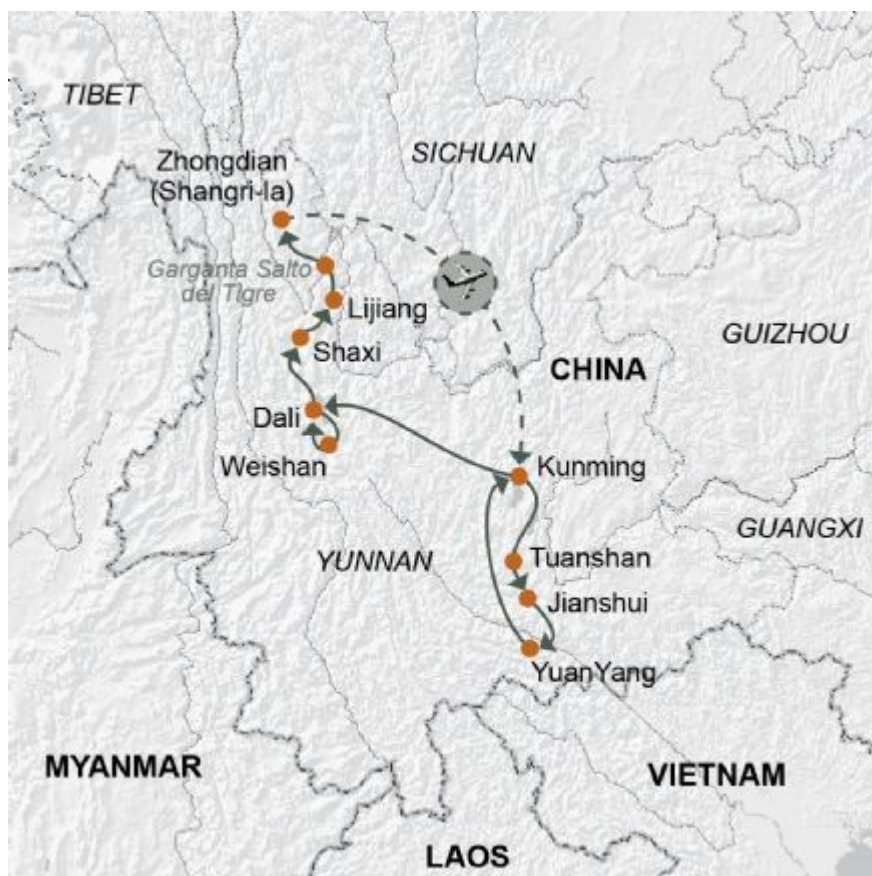 TIBET
SICHUAN
Zhongdian
(Shangri-la)
Garganta Salto
del Tigre
Lijiang
GUIZHOU
Shaxi
CHINA
Dali
Weishan
Kunming
GUANGXI
YUNNAN
Tuanshan
Jianshui
YuanYang
MYANMAR
VIETNAM
LAOS